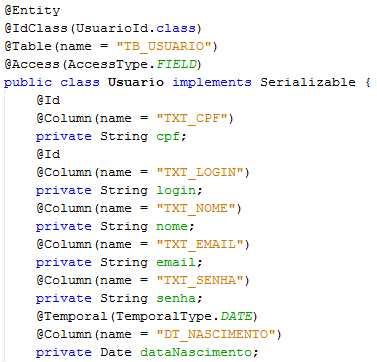 @Entity
@IdClass(UsuarioId.class)
@Table(name = "TB_USUARIO")
@Access(AccessType.FIELD)
public class Usuario implements Serializable {
    @Id
    @Column(name = "TXT_CPF")
    private String cpf;
    @Id
    @Column(name = "TXT_LOGIN")
    private String login;
    @Column(name = "TXT_NOME")
    private String nome;
    @Column(name = "TXT_EMAIL")
    private String email;
    @Column(name = "TXT_SENHA")
    private String senha;
    @Temporal(TemporalType.DATE)
    @Column(name = "DT_NASCIMENTO")
    private Date dataNascimento;